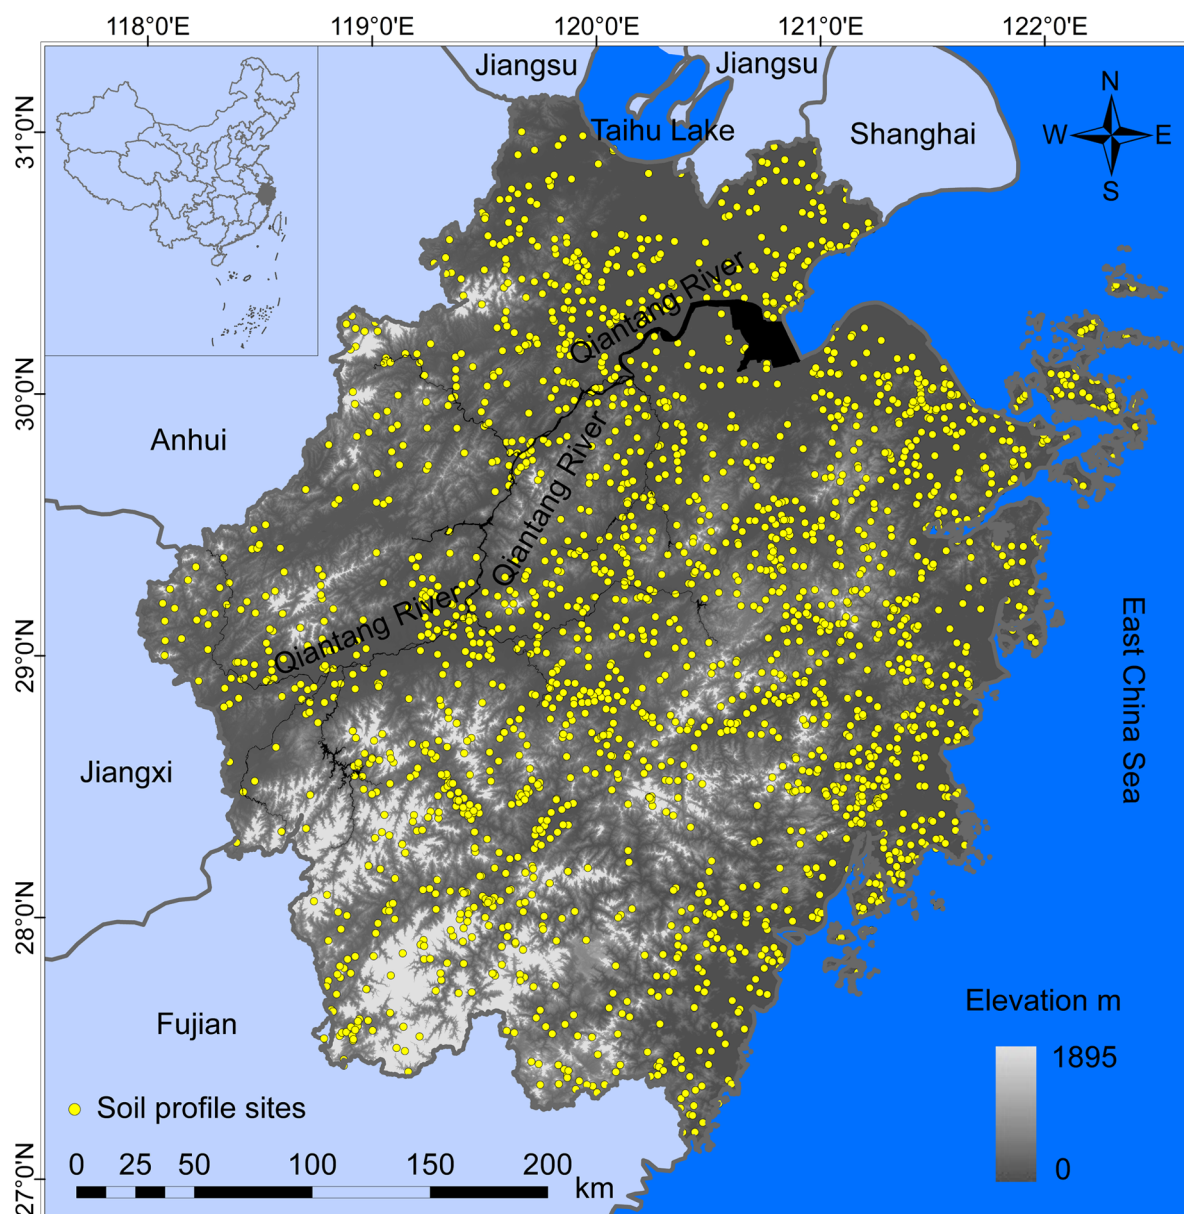 118°0'E
119°0'E
120°0'E
121°0'E
122°0'E
Jiangsu
Jiangsu
N
31°0'N
Taihu Lake
Shanghai
W
E
S
Qiantang River
30°0'N
Anhui
Qiantang River
Qiantang River
29°0'N
East China Sea
Jiangxi
28°0'N
Elevation m
Fujian
1895
Soil profile sites
0
0
25
50
100
150
200
km
27°0'N